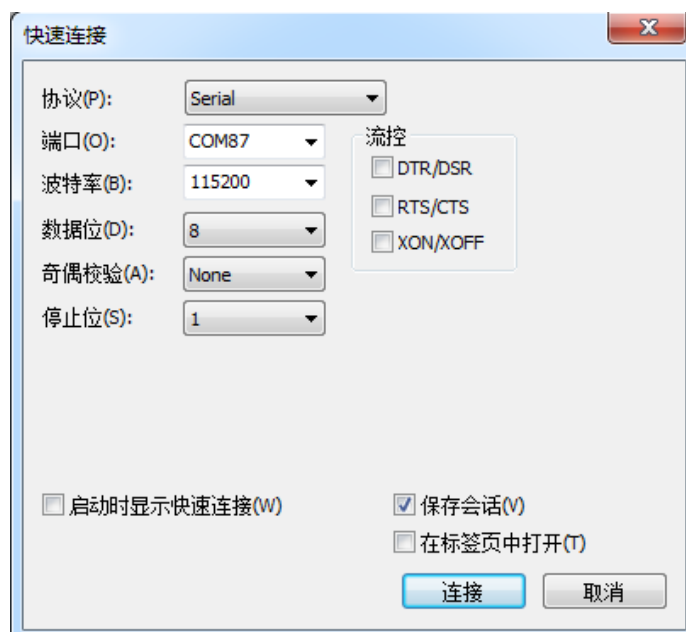 快速连接
协议(P): Serial
端口(O): COM87
流控
DTR/DSR
波特率(B): 115200
RTS/CTS
数据位(D): 8
XON/XOFF
奇偶校验(A): None
停止位(S): 1
启动时显示快速连接(W)
保存会话(V)
在标签页中打开(T)
连接
取消